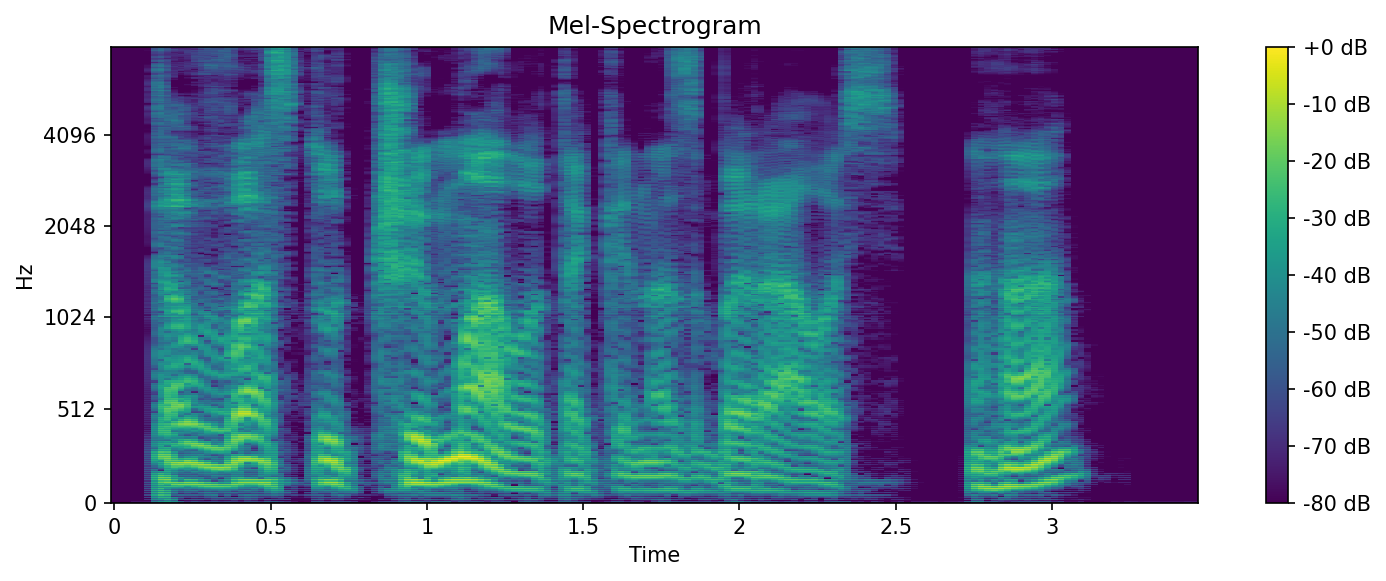 Mel-Spectrogram
+0 dB
-10 dB
-20 dB
-30 dB
-40 dB
-50 dB
-60 dB
-70 dB
-80 dB
Hz
4096
2048
1024
512
0
0 0.5 1 1.5 2 2.5 3
Time